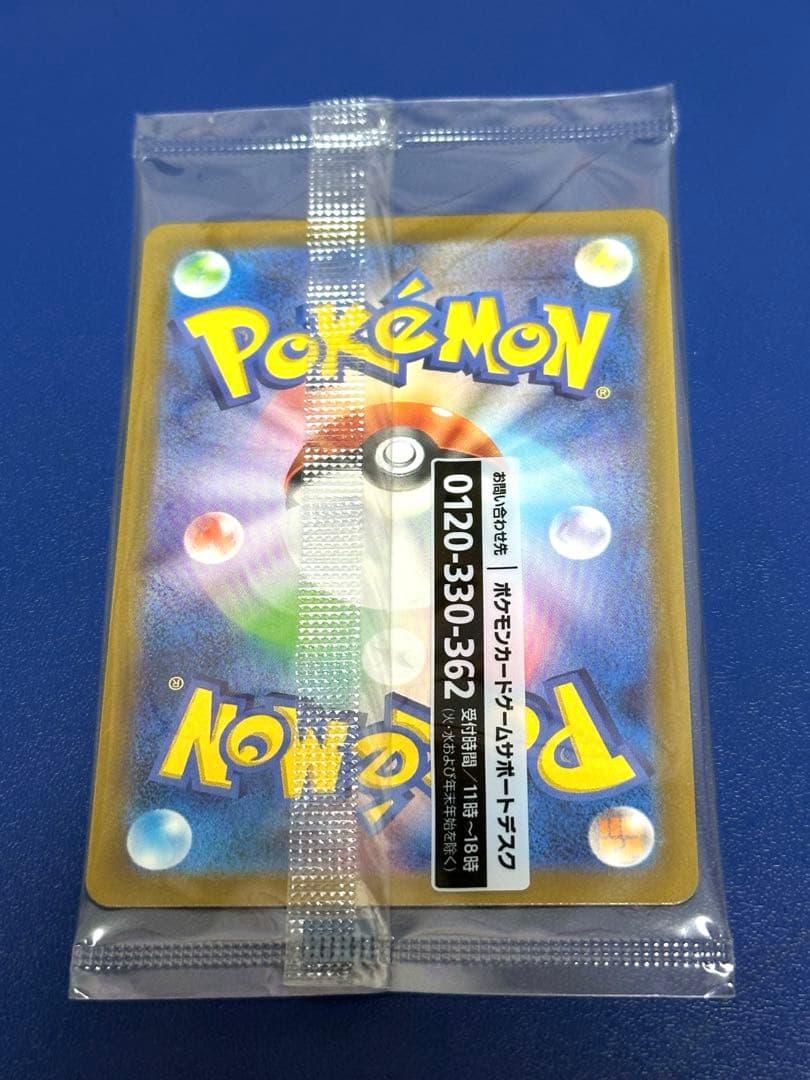 POKéMON
®
お問い合わせ先 | ポケモンカードゲームサポートデスク
0120-330-362 受付時間/11時~18時
(火・水および年末年始を除く)
POKéMON
®